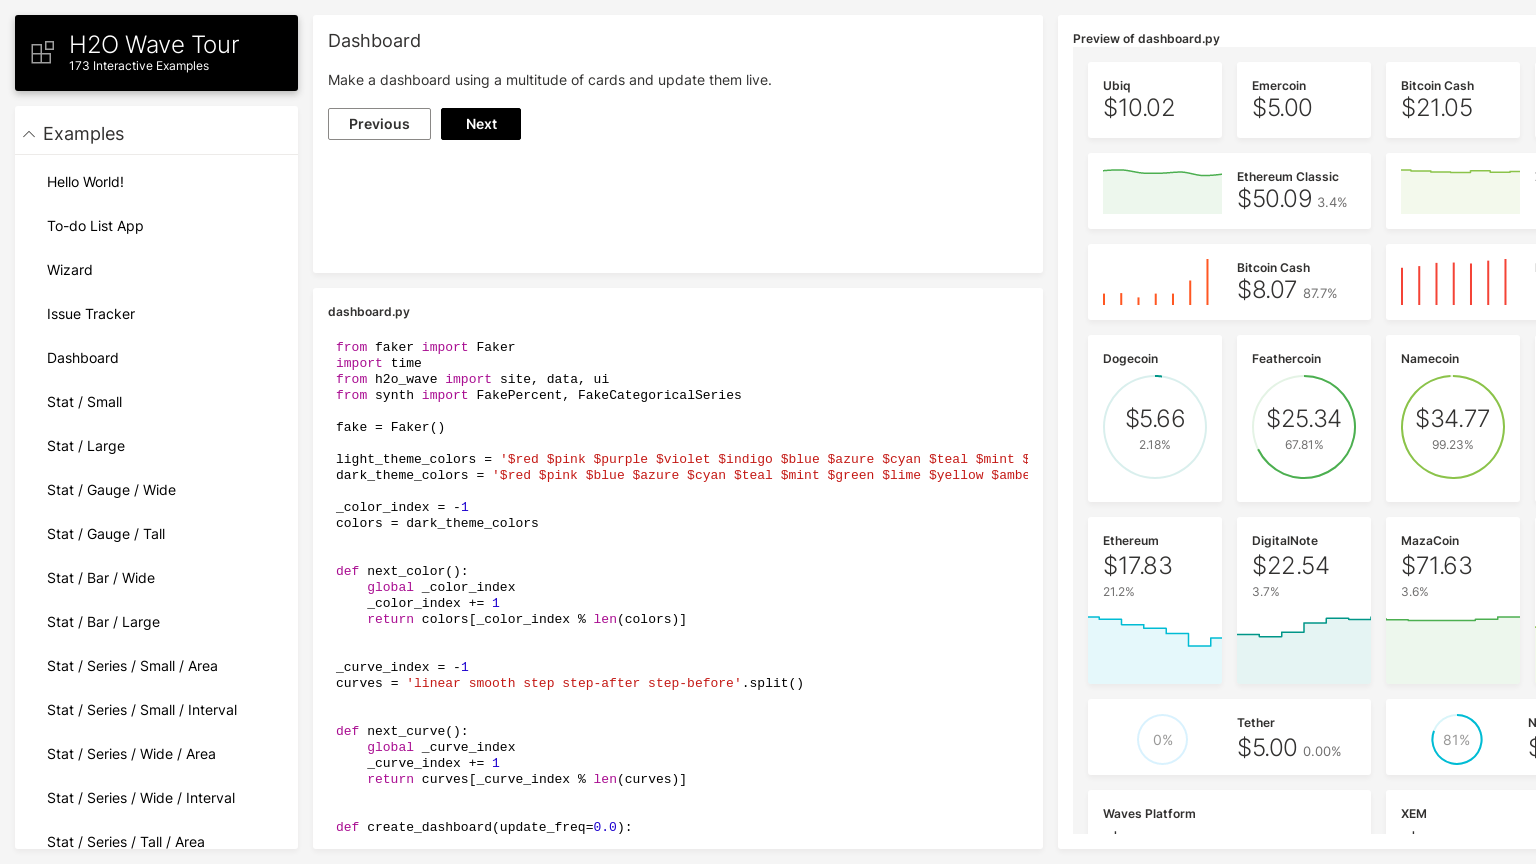 H2O Wave Tour
173 Interactive Examples
Examples
Hello World!
To-do List App
Wizard
Issue Tracker
Dashboard
Stat / Small
Stat / Large
Stat / Gauge / Wide
Stat / Gauge / Tall
Stat / Bar / Wide
Stat / Bar / Large
Stat / Series / Small / Area
Stat / Series / Small / Interval
Stat / Series / Wide / Area
Stat / Series / Wide / Interval
Stat / Series / Tall / Area
Dashboard
Make a dashboard using a multitude of cards and update them live.
Previous Next
dashboard.py
from faker import Faker
import time
from h2o_wave import site, data, ui
from synth import FakePercent, FakeCategoricalSeries
fake = Faker()
light_theme_colors = '$red $pink $purple $violet $indigo $blue $azure $cyan $teal $mint $
dark_theme_colors = '$red $pink $blue $azure $cyan $teal $mint $green $lime $yellow $ambe
_color_index = -1
colors = dark_theme_colors
def next_color():
    global _color_index
    _color_index += 1
    return colors[_color_index % len(colors)]
_curve_index = -1
curves = 'linear smooth step step-after step-before'.split()
def next_curve():
    global _curve_index
    _curve_index += 1
    return curves[_curve_index % len(curves)]
def create_dashboard(update_freq=0.0):
Preview of dashboard.py
Ubiq
$10.02
Emercoin
$5.00
Bitcoin Cash
$21.05
Ethereum Classic
$50.09 3.4%
Bitcoin Cash
$8.07 87.7%
Dogecoin
$5.66
2.18%
Feathercoin
$25.34
67.81%
Namecoin
$34.77
99.23%
Ethereum
$17.83
21.2%
DigitalNote
$22.54
3.7%
MazaCoin
$71.63
3.6%
0%
Tether
$5.00 0.00%
81%
Waves Platform
XEM